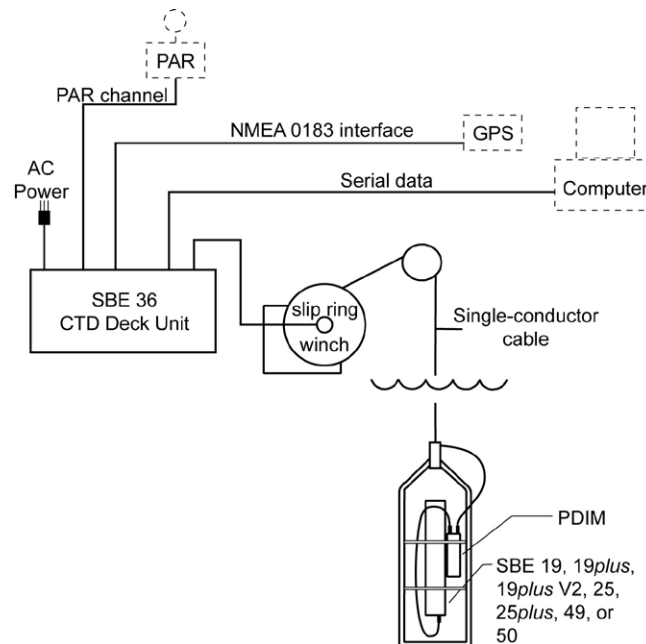 PAR
PAR channel
NMEA 0183 interface
GPS
AC
Power
Serial data
Computer
SBE 36
CTD Deck Unit
slip ring
winch
Single-conductor
cable
PDIM
SBE 19, 19plus,
19plus V2, 25,
25plus, 49, or
50